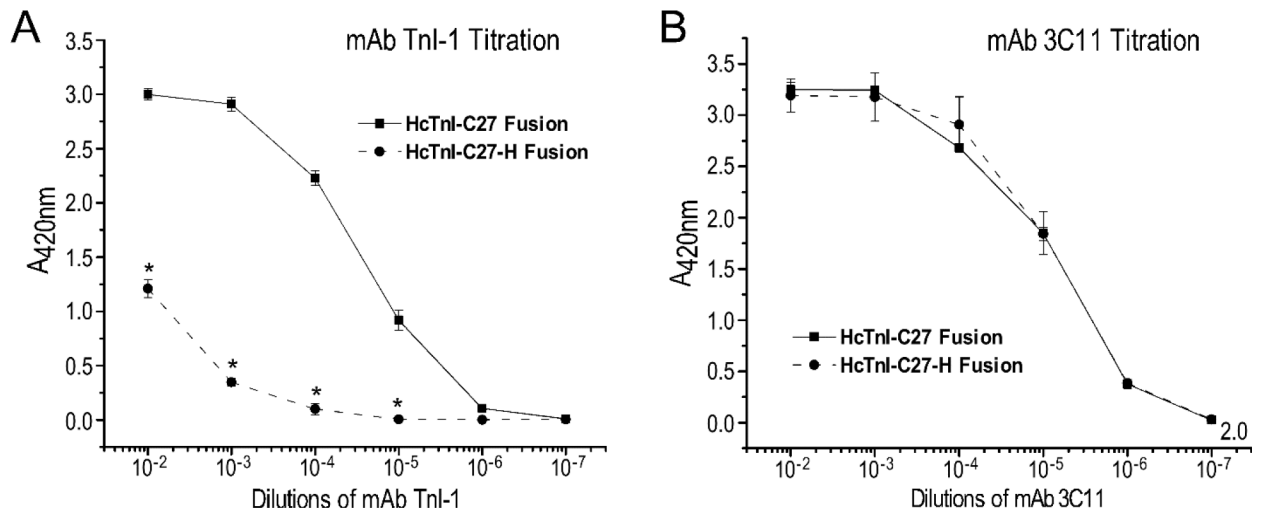 A
mAb TnI-1 Titration
3.5
3.0
2.5
2.0
1.5
1.0
0.5
0.0
A420nm
HcTnI-C27 Fusion
HcTnI-C27-H Fusion
*
*
*
*
10-2 10-3 10-4 10-5 10-6 10-7
Dilutions of mAb TnI-1
B
mAb 3C11 Titration
3.5
3.0
2.5
2.0
1.5
1.0
0.5
0.0
A420nm
HcTnI-C27 Fusion
HcTnI-C27-H Fusion
2.0
10-2 10-3 10-4 10-5 10-6 10-7
Dilutions of mAb 3C11